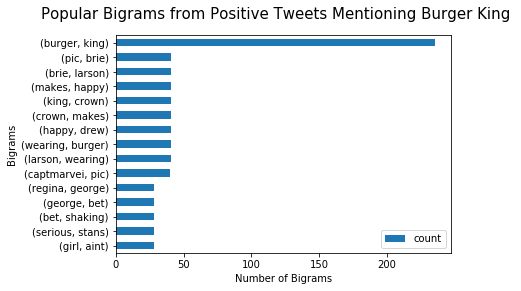 Popular Bigrams from Positive Tweets Mentioning Burger King
(burger, king)
(pic, brie)
(brie, larson)
(makes, happy)
(king, crown)
(crown, makes)
(happy, drew)
(wearing, burger)
(larson, wearing)
(captmarvei, pic)
(regina, george)
(george, bet)
(bet, shaking)
(serious, stans)
(girl, aint)
Bigrams
count
0 50 100 150 200
Number of Bigrams